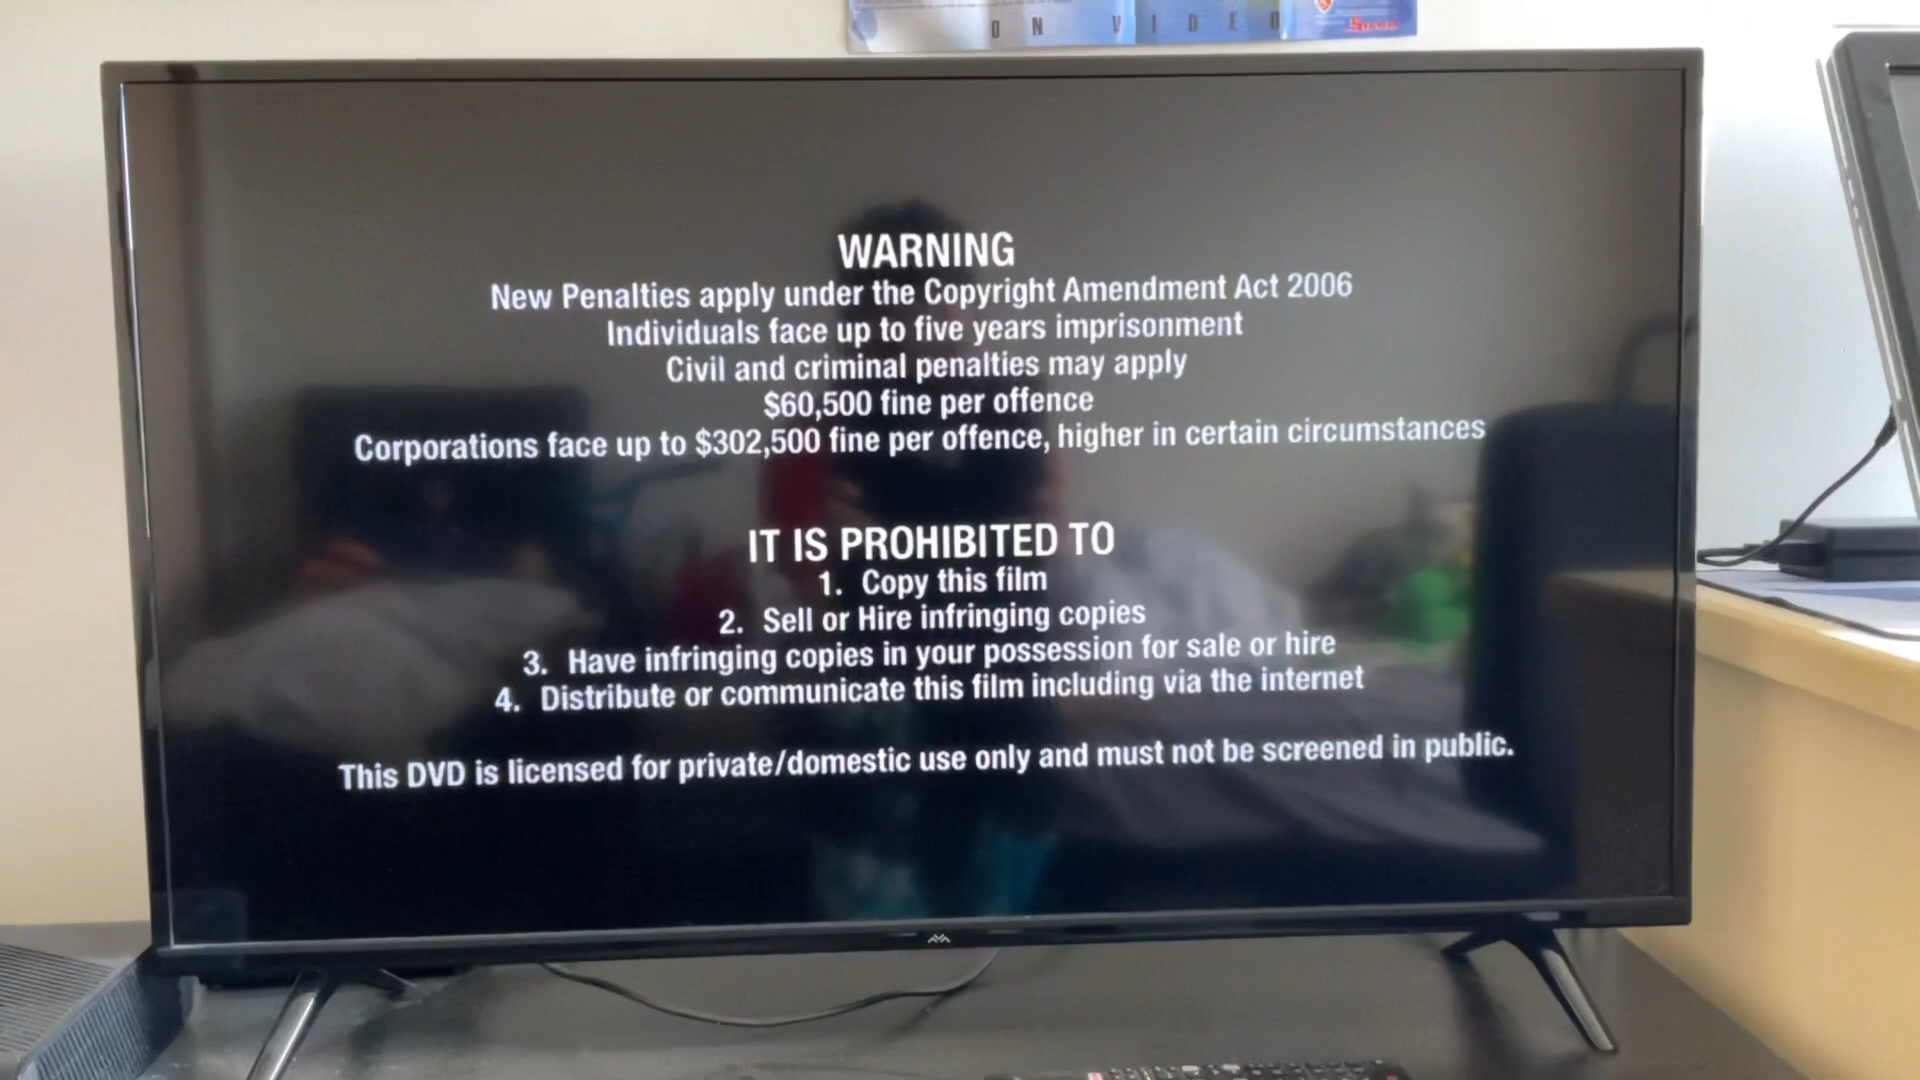 ON VIDEO
WARNING
New Penalties apply under the Copyright Amendment Act 2006
Individuals face up to five years imprisonment
Civil and criminal penalties may apply
$60,500 fine per offence
Corporations face up to $302,500 fine per offence, higher in certain circumstances
IT IS PROHIBITED TO
1. Copy this film
2. Sell or Hire infringing copies
3. Have infringing copies in your possession for sale or hire
4. Distribute or communicate this film including via the internet
This DVD is licensed for private/domestic use only and must not be screened in public.